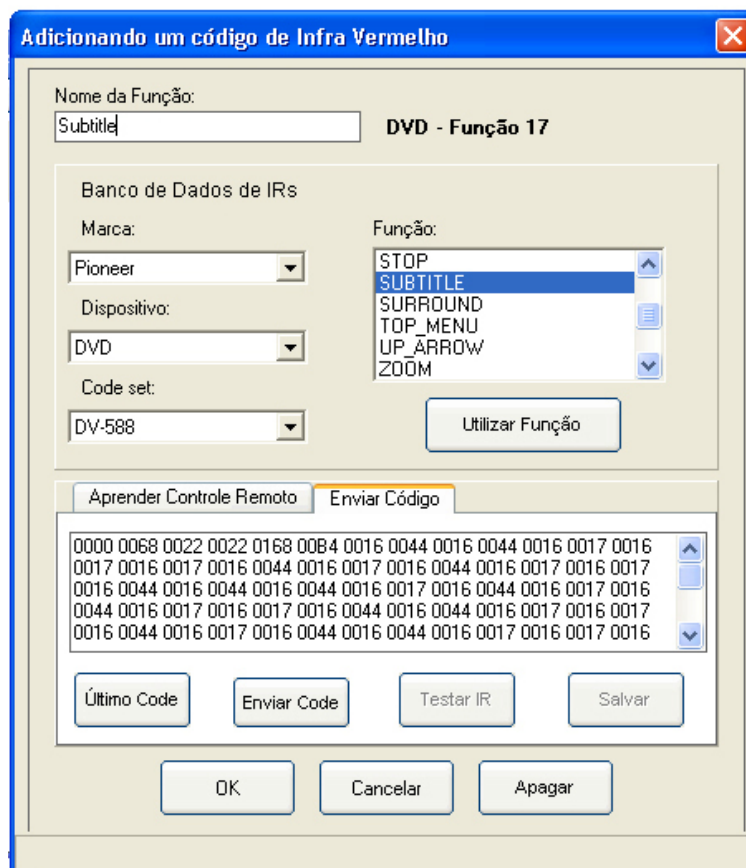 Adicionando um código de Infra Vermelho
Nome da Função:
Subtitle
DVD - Função 17
Banco de Dados de IRs
Marca:
Pioneer
Dispositivo:
DVD
Code set:
DV-588
Função:
STOP
SUBTITLE
SURROUND
TOP_MENU
UP_ARROW
ZOOM
Utilizar Função
Aprender Controle Remoto
Enviar Código
0000 0068 0022 0022 0168 00B4 0016 0044 0016 0044 0016 0017 0016
0017 0016 0017 0016 0044 0016 0017 0016 0044 0016 0017 0016 0017
0016 0044 0016 0044 0016 0017 0016 0044 0016 0017 0016 0044 0016
0044 0016 0017 0016 0017 0016 0044 0016 0044 0016 0017 0016 0017
0016 0044 0016 0017 0016 0044 0016 0044 0016 0017 0016 0017 0016
Último Code
Enviar Code
Testar IR
Salvar
OK
Cancelar
Apagar